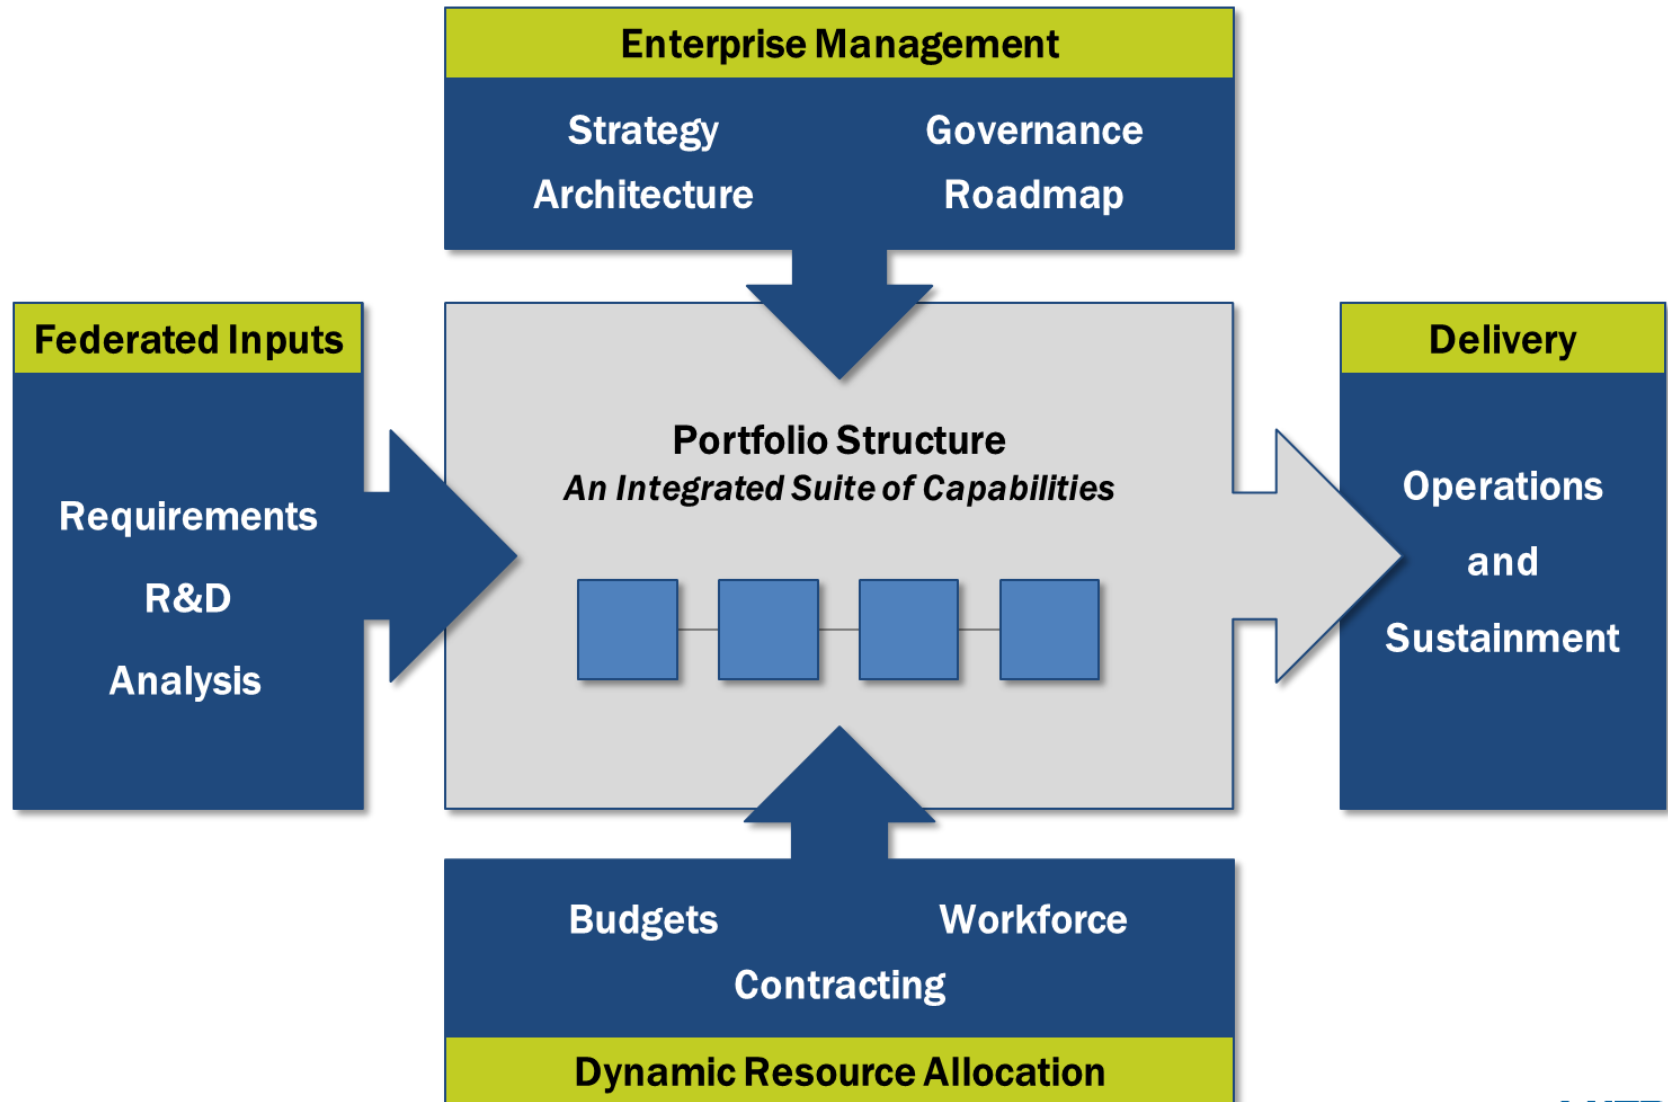 Enterprise Management
Strategy
Governance
Architecture
Roadmap
Federated Inputs
Requirements
R&D
Analysis
Portfolio Structure
An Integrated Suite of Capabilities
Delivery
Operations
and
Sustainment
Budgets
Workforce
Contracting
Dynamic Resource Allocation